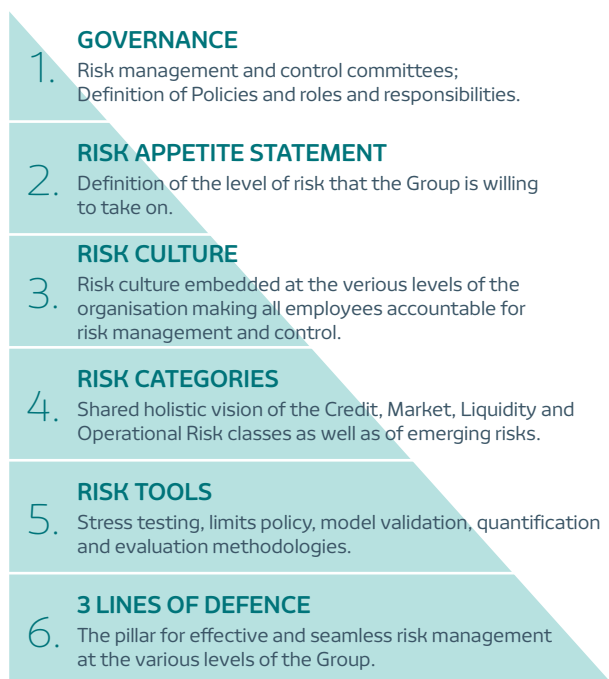 GOVERNANCE
1.
Risk management and control committees;
Definition of Policies and roles and responsibilities.
RISK APPETITE STATEMENT
2.
Definition of the level of risk that the Group is willing
to take on.
RISK CULTURE
3.
Risk culture embedded at the verious levels of the
organisation making all employees accountable for
risk management and control.
RISK CATEGORIES
4.
Shared holistic vision of the Credit, Market, Liquidity and
Operational Risk classes as well as of emerging risks.
RISK TOOLS
5.
Stress testing, limits policy, model validation, quantification
and evaluation methodologies.
3 LINES OF DEFENCE
6.
The pillar for effective and seamless risk management
at the various levels of the Group.